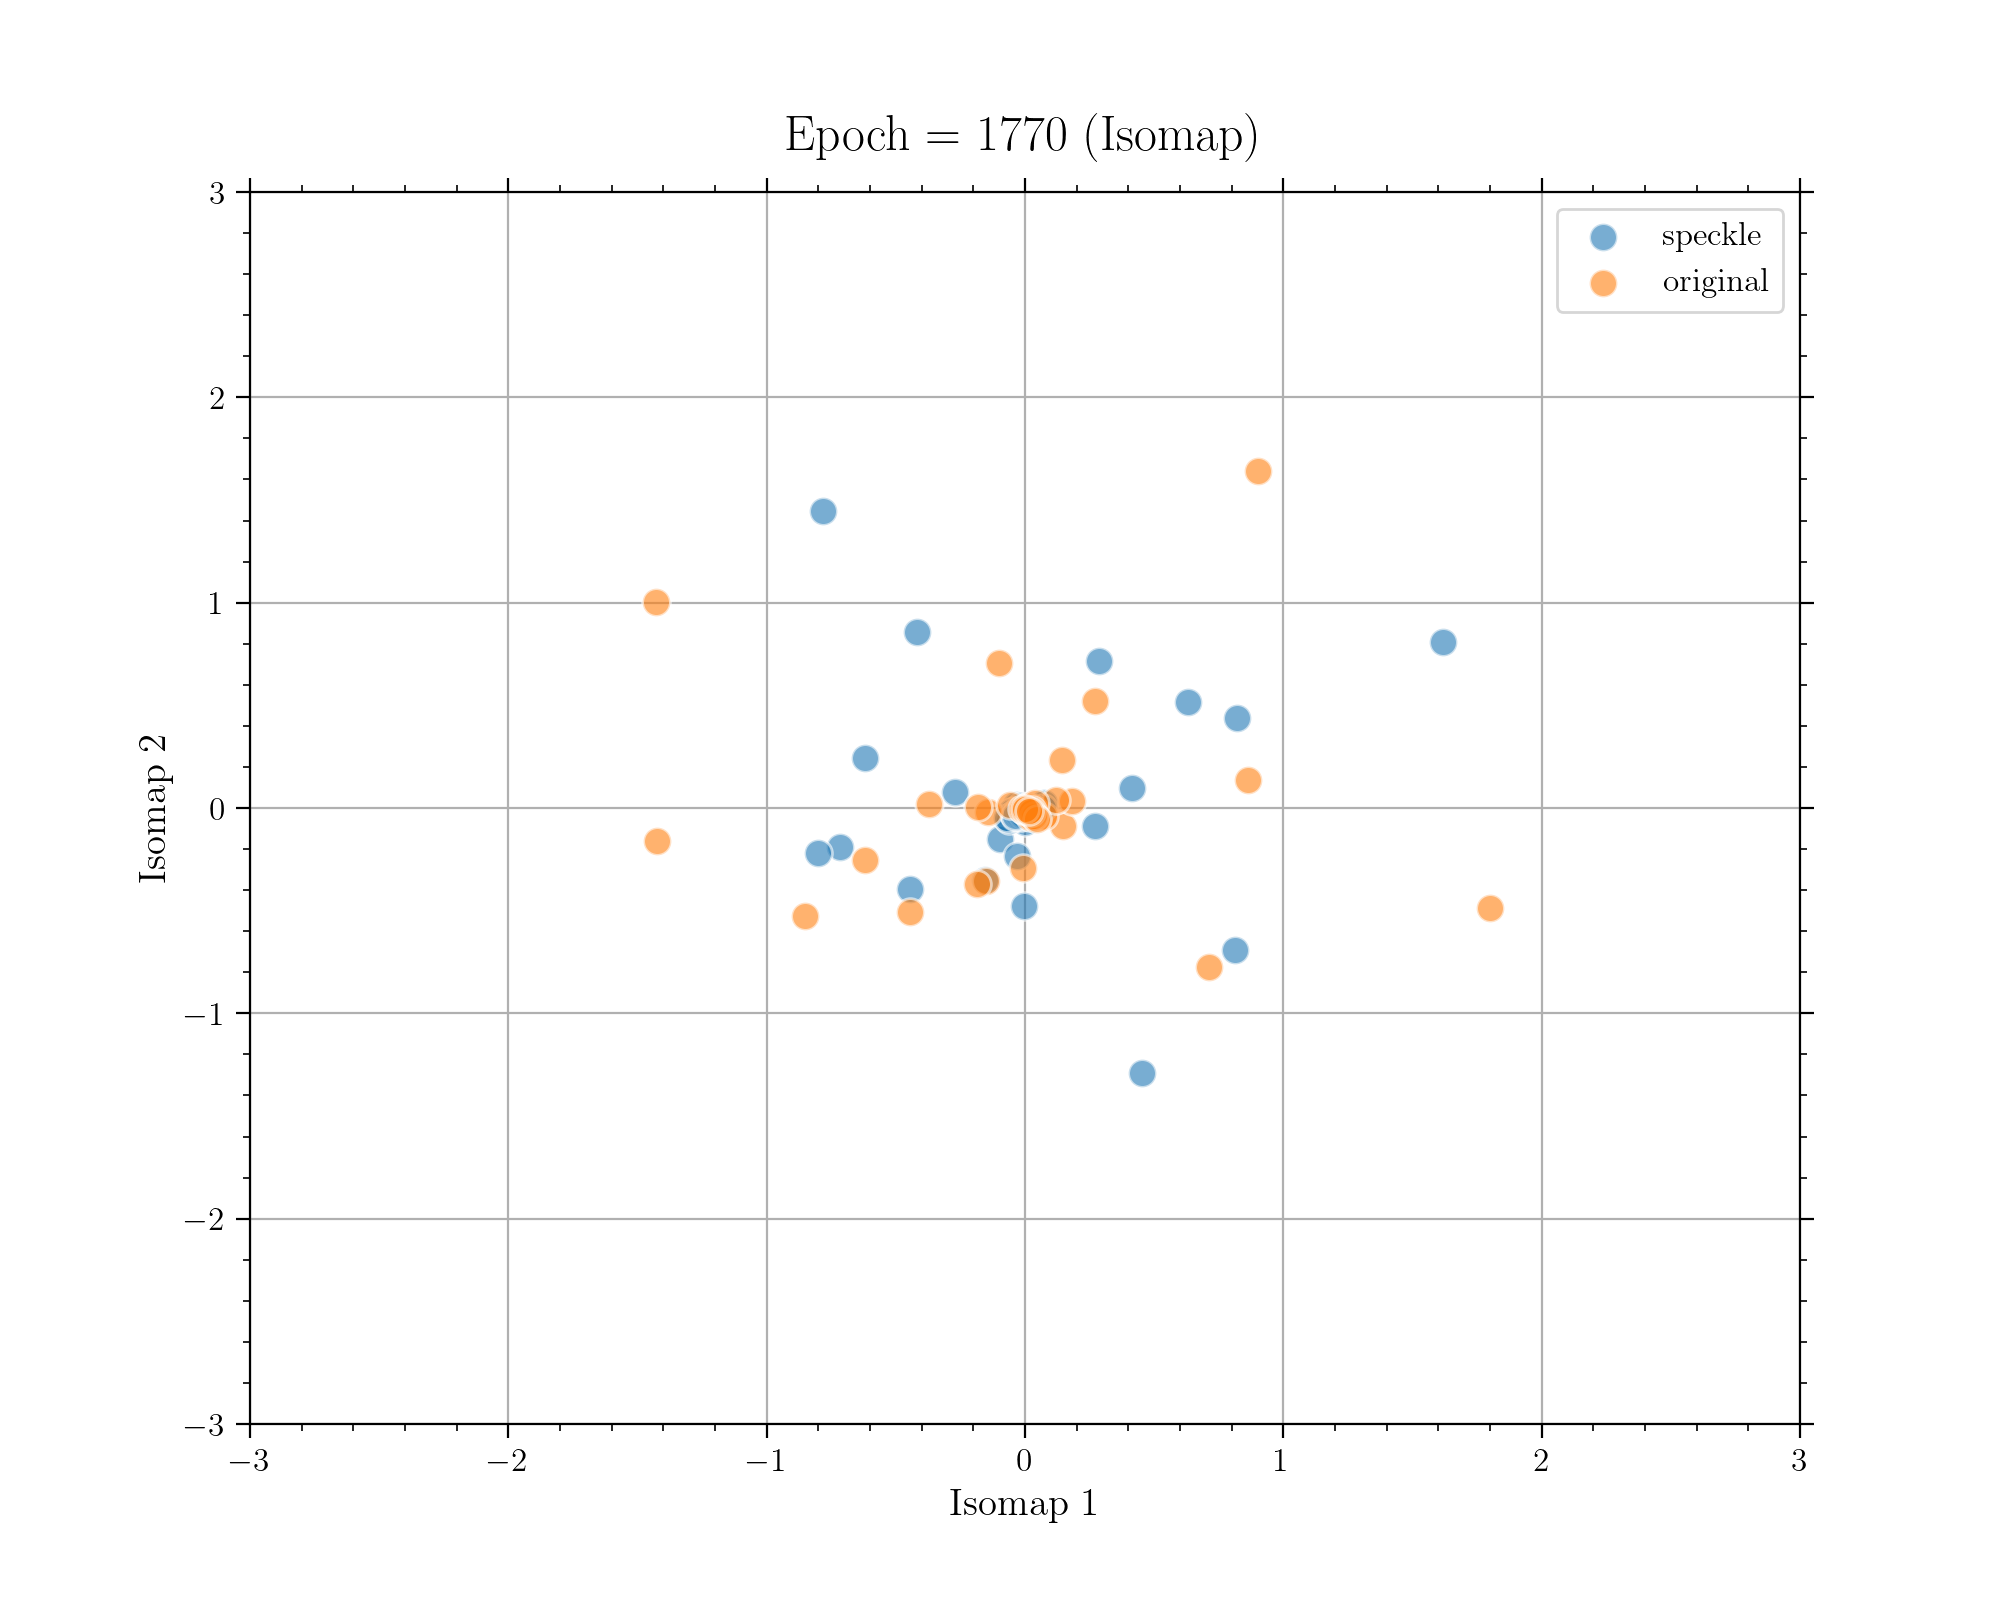 Epoch = 1770 (Isomap)
speckle
original
3
2
1
0
−1
−2
−3
Isomap 2
−3
−2
−1
0
1
2
3
Isomap 1